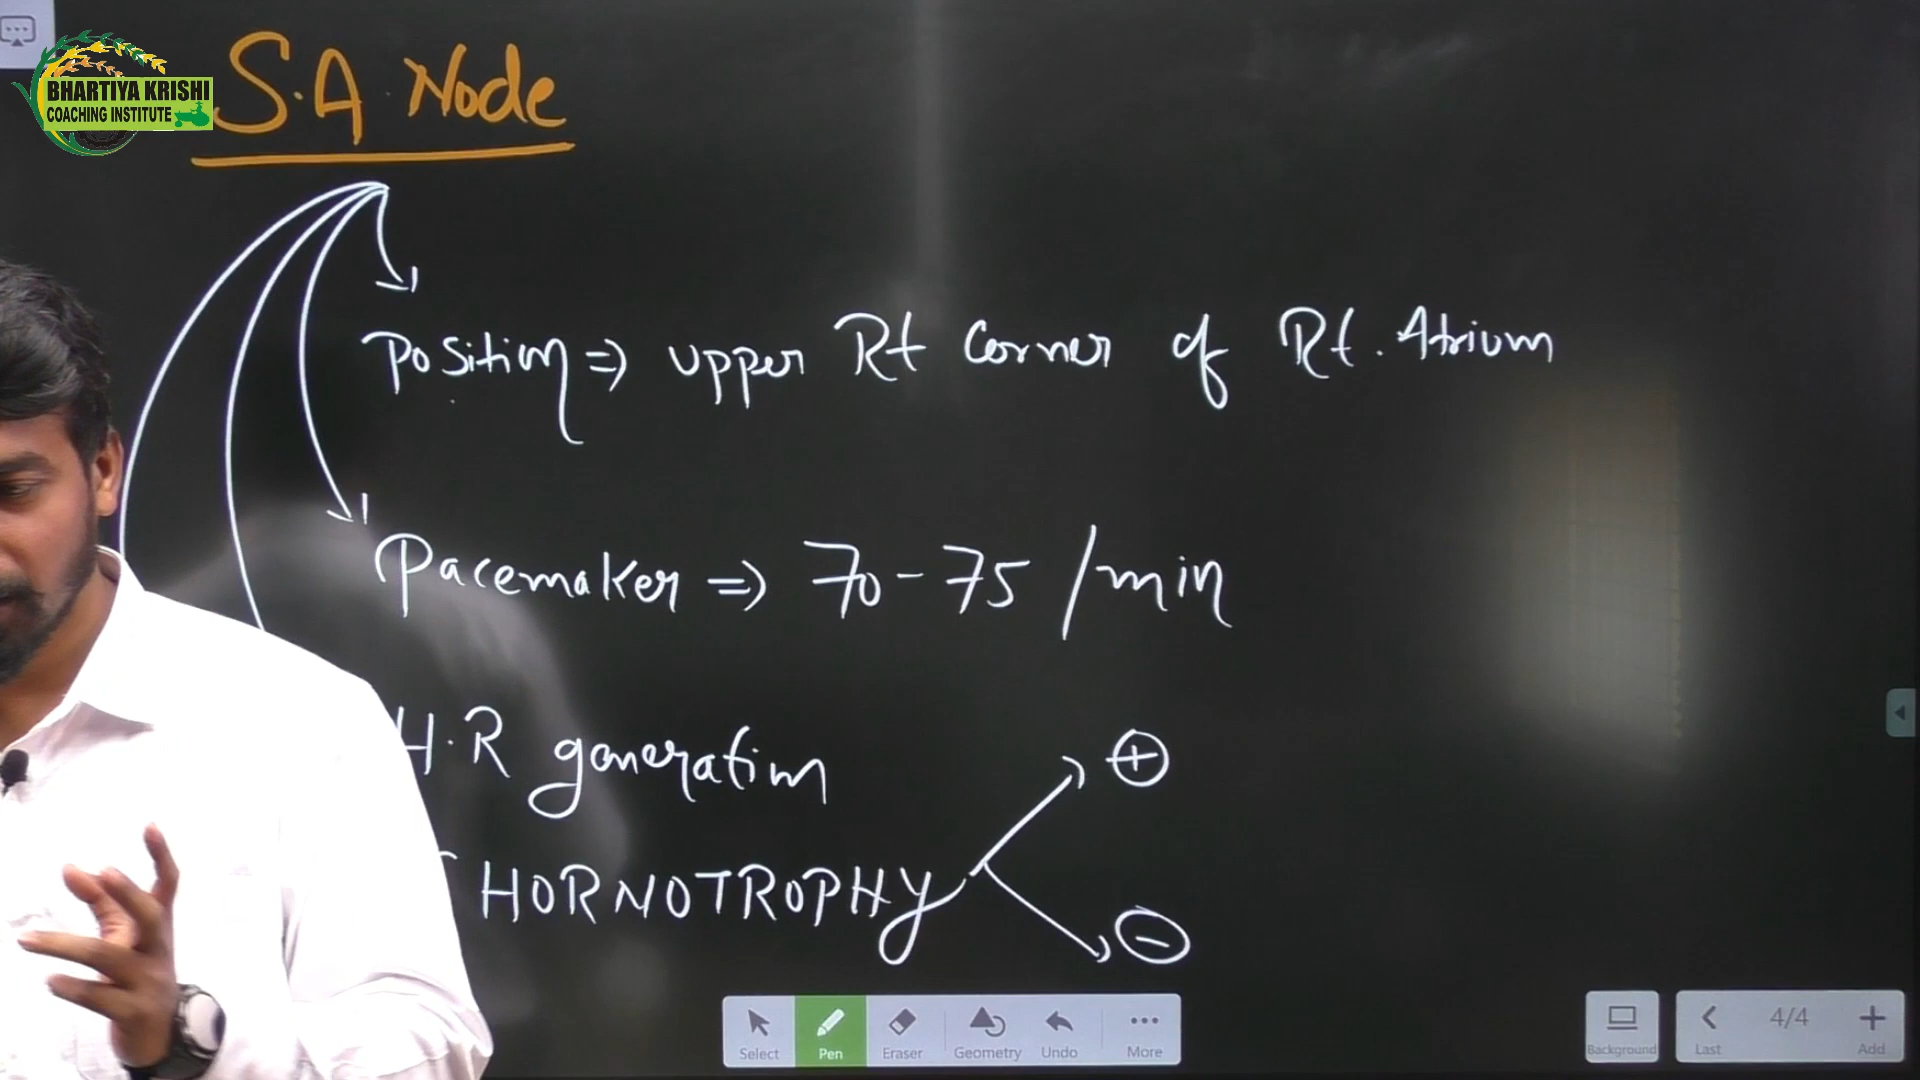 BHARTIYA KRISHI
COACHING INSTITUTE
S.A Node
Position ⇒ upper Rt Corner of Rt. Atrium
Pacemaker ⇒ 70-75 /min
H.R generation
HORNOTROPHY
+
-
Select
Pen
Eraser
Geometry
Undo
More
Background
Last
4/4
Add